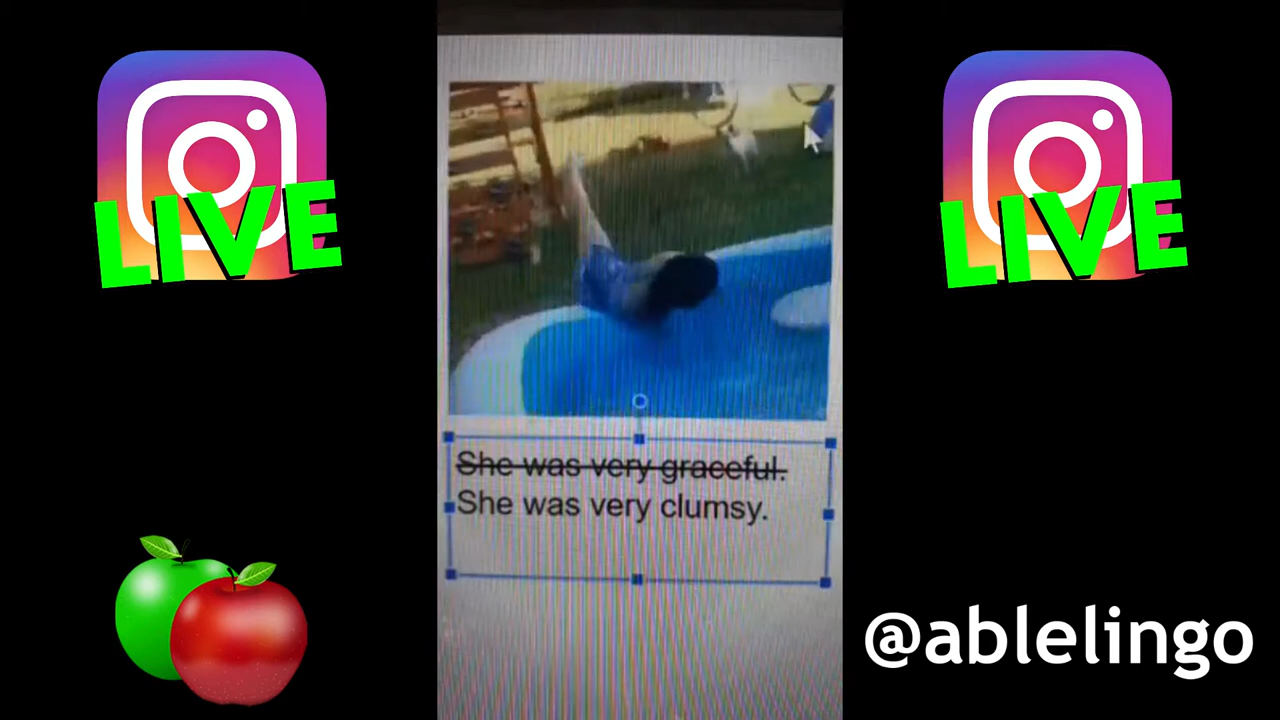 LIVE
LIVE
She was very graceful.
She was very clumsy.
@ablelingo